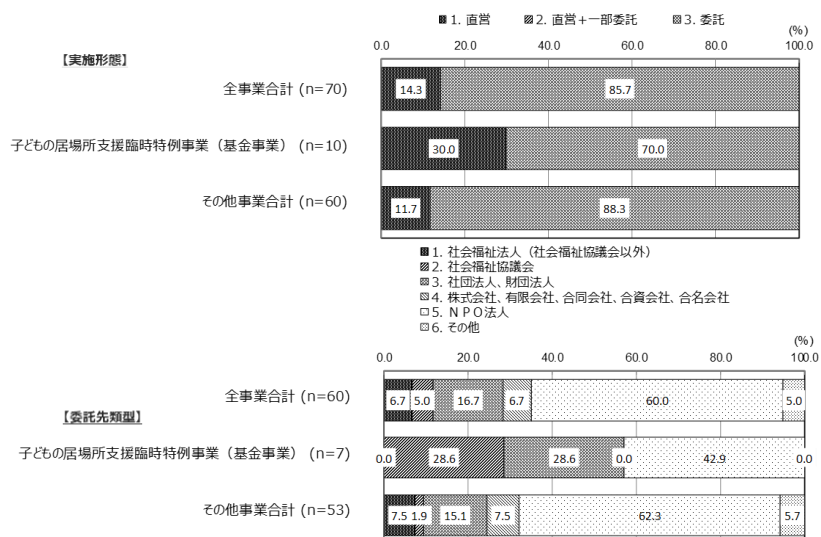 1. 直営 2. 直営＋一部委託 3. 委託
(%)
0.0 20.0 40.0 60.0 80.0 100.0
【実施形態】
全事業合計 (n=70) 14.3 85.7
子どもの居場所支援臨時特例事業（基金事業） (n=10) 30.0 70.0
その他事業合計 (n=60) 11.7 88.3
1. 社会福祉法人（社会福祉協議会以外）
2. 社会福祉協議会
3. 社団法人、財団法人
4. 株式会社、有限会社、合同会社、合資会社、合名会社
5. ＮＰＯ法人
6. その他
(%)
0.0 20.0 40.0 60.0 80.0 100.0
全事業合計 (n=60) 6.7 5.0 16.7 6.7 60.0 5.0
【委託先類型】
子どもの居場所支援臨時特例事業（基金事業） (n=7) 0.0 28.6 28.6 0.0 42.9 0.0
その他事業合計 (n=53) 7.5 1.9 15.1 7.5 62.3 5.7